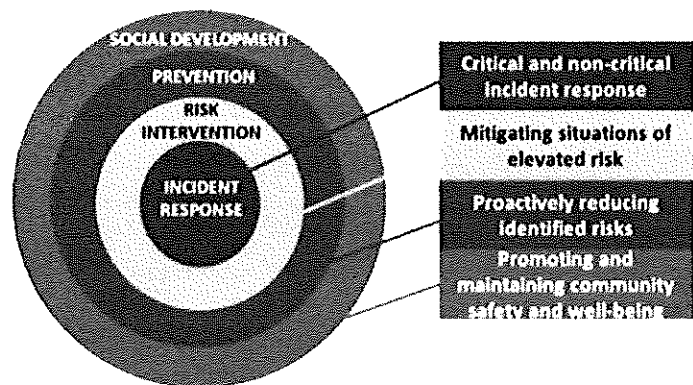 SOCIAL DEVELOPMENT
PREVENTION
RISK
INTERVENTION
INCIDENT
RESPONSE
Critical and non-critical
incident response
Mitigating situations of
elevated risk
Proactively reducing
identified risks
Promoting and
maintaining community
safety and well-being